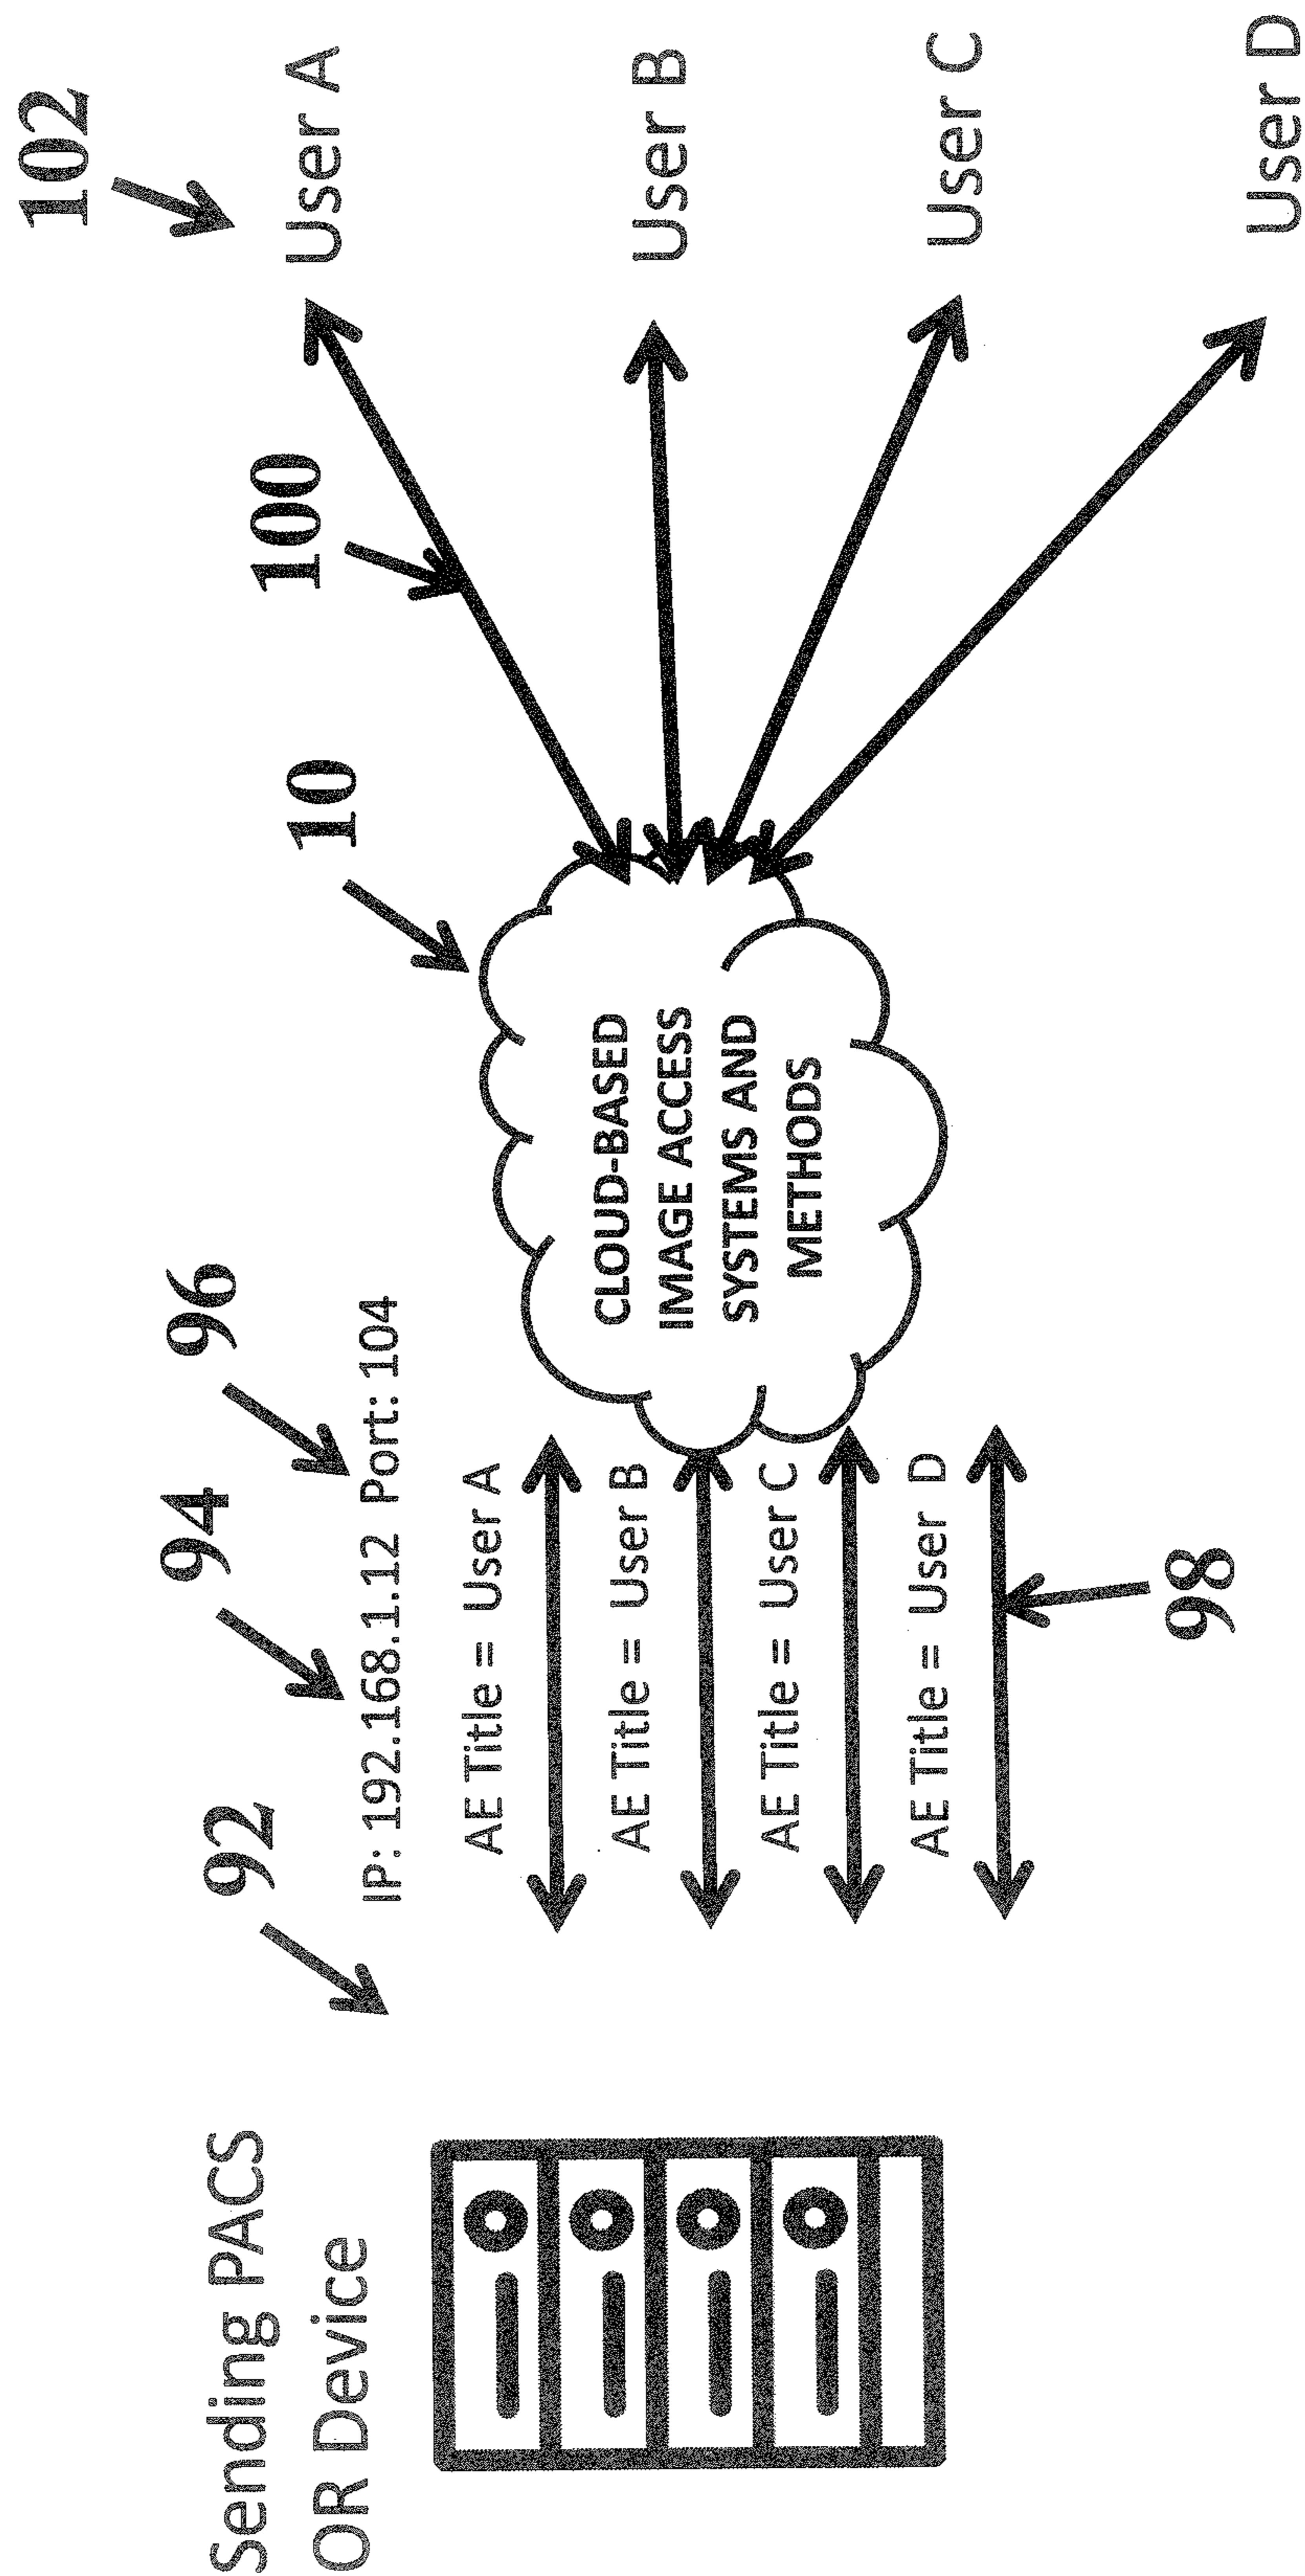 Sending PACS
OR Device
92
94
96
IP: 192.168.1.12 Port: 104
AE Title = User A
AE Title = User B
AE Title = User C
AE Title = User D
98
10
CLOUD-BASED
IMAGE ACCESS
SYSTEMS AND
METHODS
100
102
User A
User B
User C
User D